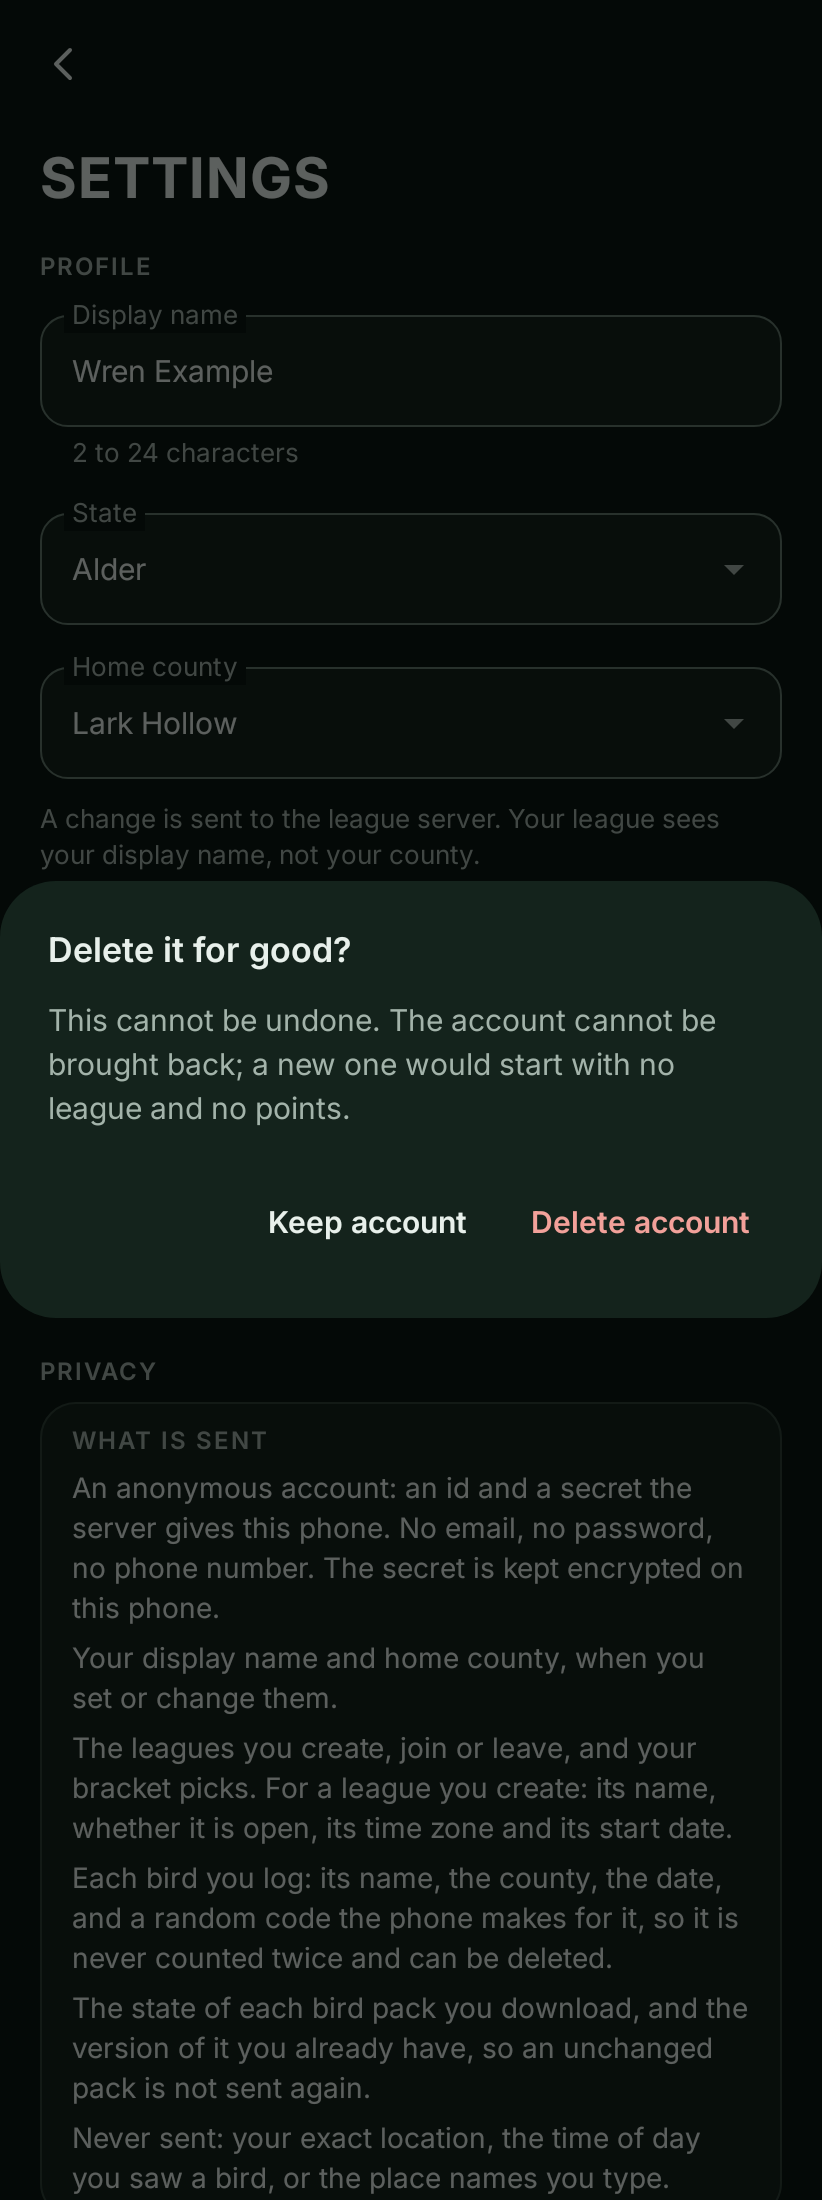 SETTINGS
PROFILE
Display name
Wren Example
2 to 24 characters
State
Alder
Home county
Lark Hollow
A change is sent to the league server. Your league sees
your display name, not your county.
Delete it for good?
This cannot be undone. The account cannot be
brought back; a new one would start with no
league and no points.
Keep account
Delete account
PRIVACY
WHAT IS SENT
An anonymous account: an id and a secret the
server gives this phone. No email, no password,
no phone number. The secret is kept encrypted on
this phone.
Your display name and home county, when you
set or change them.
The leagues you create, join or leave, and your
bracket picks. For a league you create: its name,
whether it is open, its time zone and its start date.
Each bird you log: its name, the county, the date,
and a random code the phone makes for it, so it is
never counted twice and can be deleted.
The state of each bird pack you download, and the
version of it you already have, so an unchanged
pack is not sent again.
Never sent: your exact location, the time of day
you saw a bird, or the place names you type.